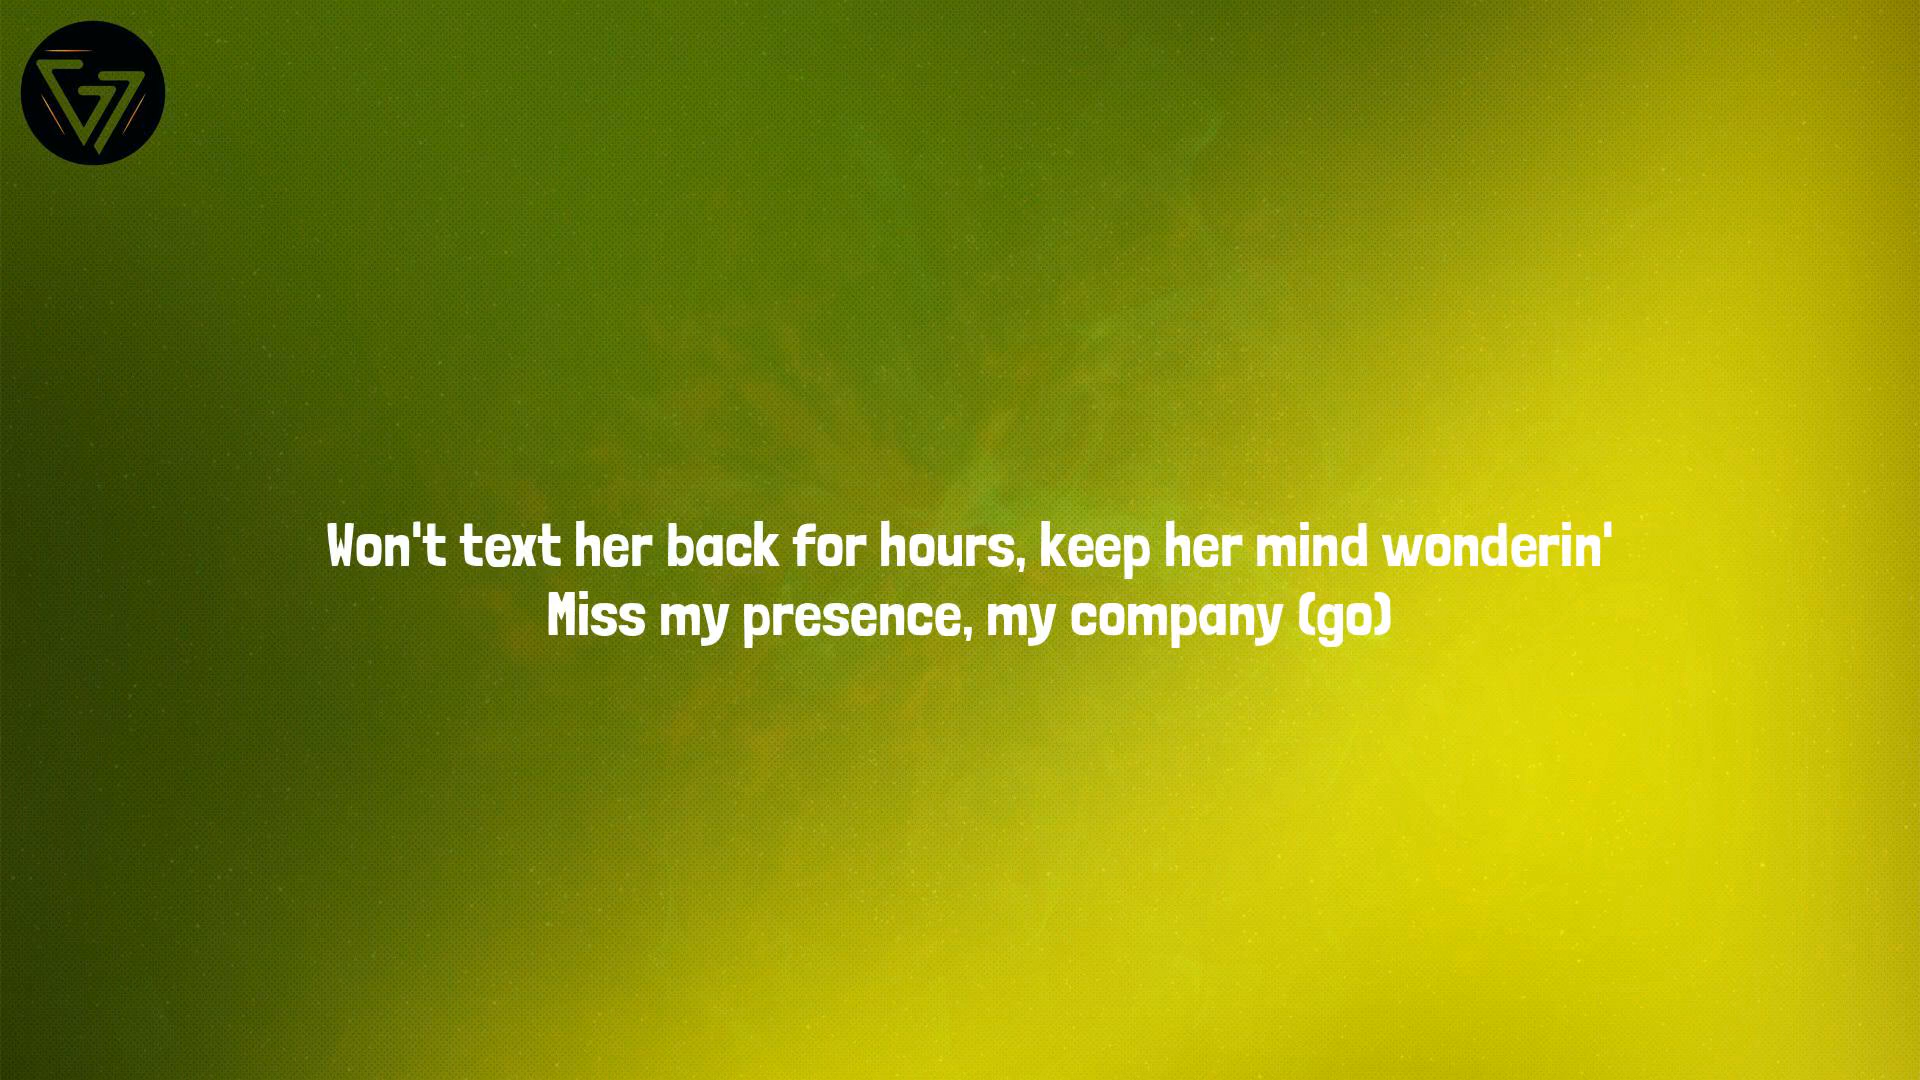 Won't text her back for hours, keep her mind wonderin'
Miss my presence, my company (go)